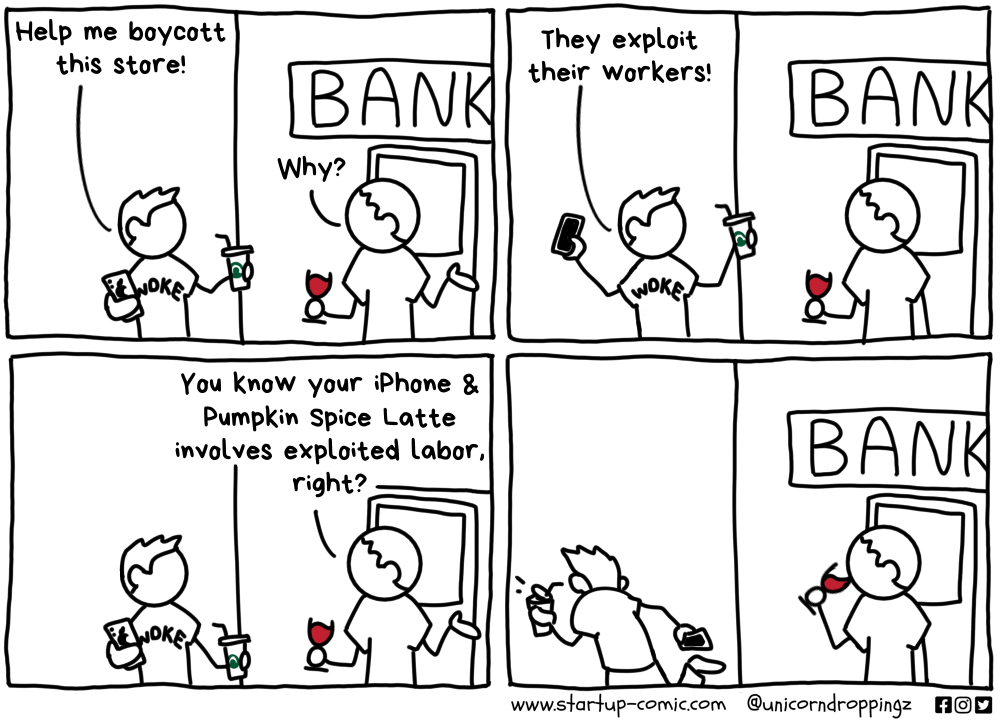 Help me boycott
this store!
BANK
Why?
WOKE
They exploit
their workers!
BANK
WOKE
You know your iPhone &
Pumpkin Spice Latte
involves exploited labor,
right?
WOKE
BANK
www.startup-comic.com @unicorndroppingz